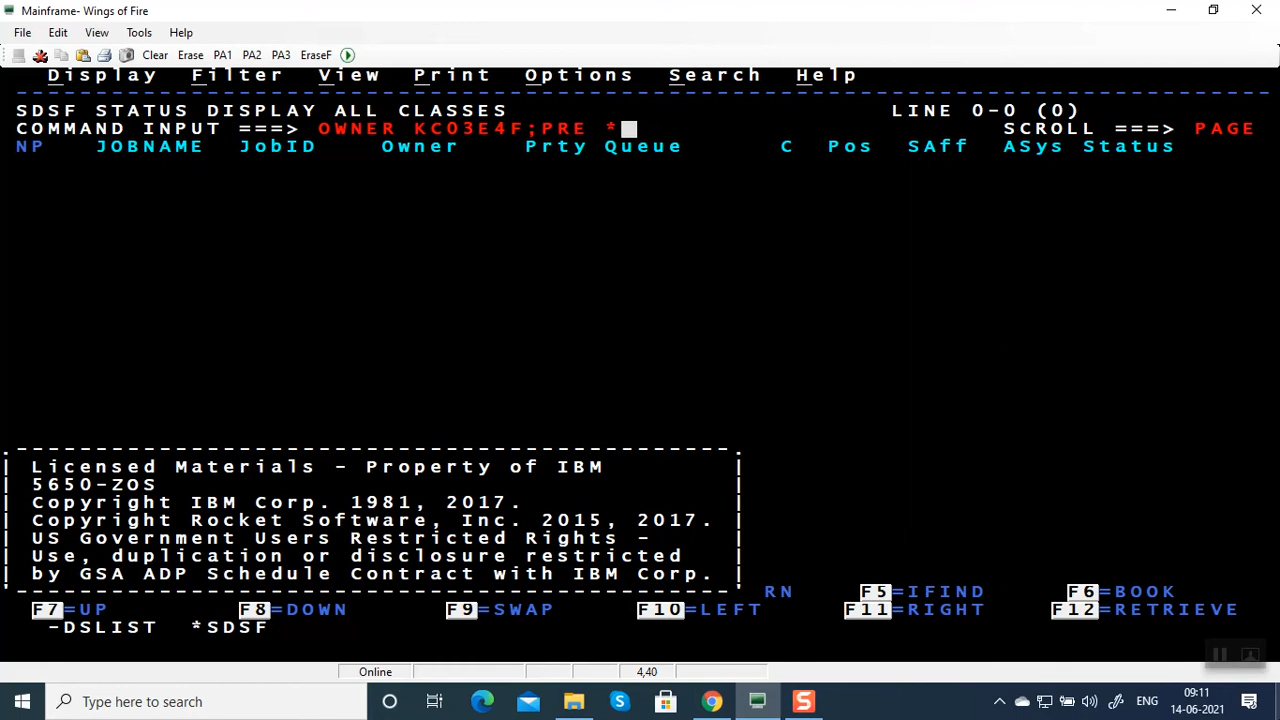 Mainframe- Wings of Fire
File Edit View Tools Help
Clear Erase PA1 PA2 PA3 EraseF
Display Filter View Print Options Search Help
SDSF STATUS DISPLAY ALL CLASSES LINE 0-0 (0)
COMMAND INPUT ===> OWNER KC03E4F;PRE * SCROLL ===> PAGE
NP JOBNAME JobID Owner Prty Queue C Pos SAff ASys Status
Licensed Materials - Property of IBM
5650-ZOS
Copyright IBM Corp. 1981, 2017.
Copyright Rocket Software, Inc. 2015, 2017.
US Government Users Restricted Rights -
Use, duplication or disclosure restricted
by GSA ADP Schedule Contract with IBM Corp.
RN F5=IFIND F6=BOOK
F7=UP F8=DOWN F9=SWAP F10=LEFT F11=RIGHT F12=RETRIEVE
-DSLIST *SDSF
Online 4,40
Type here to search ENG 09:11
14-06-2021